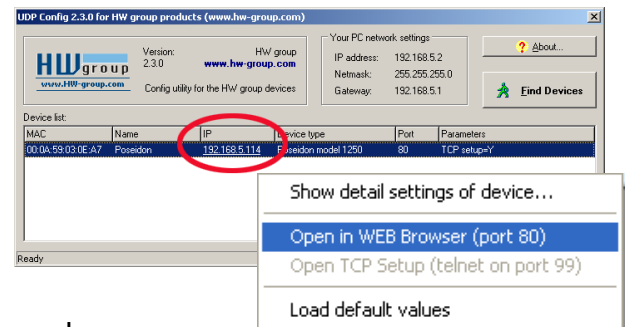 UDP Config 2.3.0 for HW group products (www.hw-group.com)
HW group
www.HW-group.com
Version: HW group
2.3.0 www.hw-group.com
Config utility for the HW group devices
Your PC network settings
IP address: 192.168.5.2
Netmask: 255.255.255.0
Gateway: 192.168.5.1
? About...
Find Devices
Device list:
MAC Name IP Device type Port Parameters
00:0A:59:03:0E:A7 Poseidon 192.168.5.114 Poseidon model 1250 80 TCP setup=Y
Show detail settings of device...
Open in WEB Browser (port 80)
Open TCP Setup (telnet on port 99)
Load default values
Ready